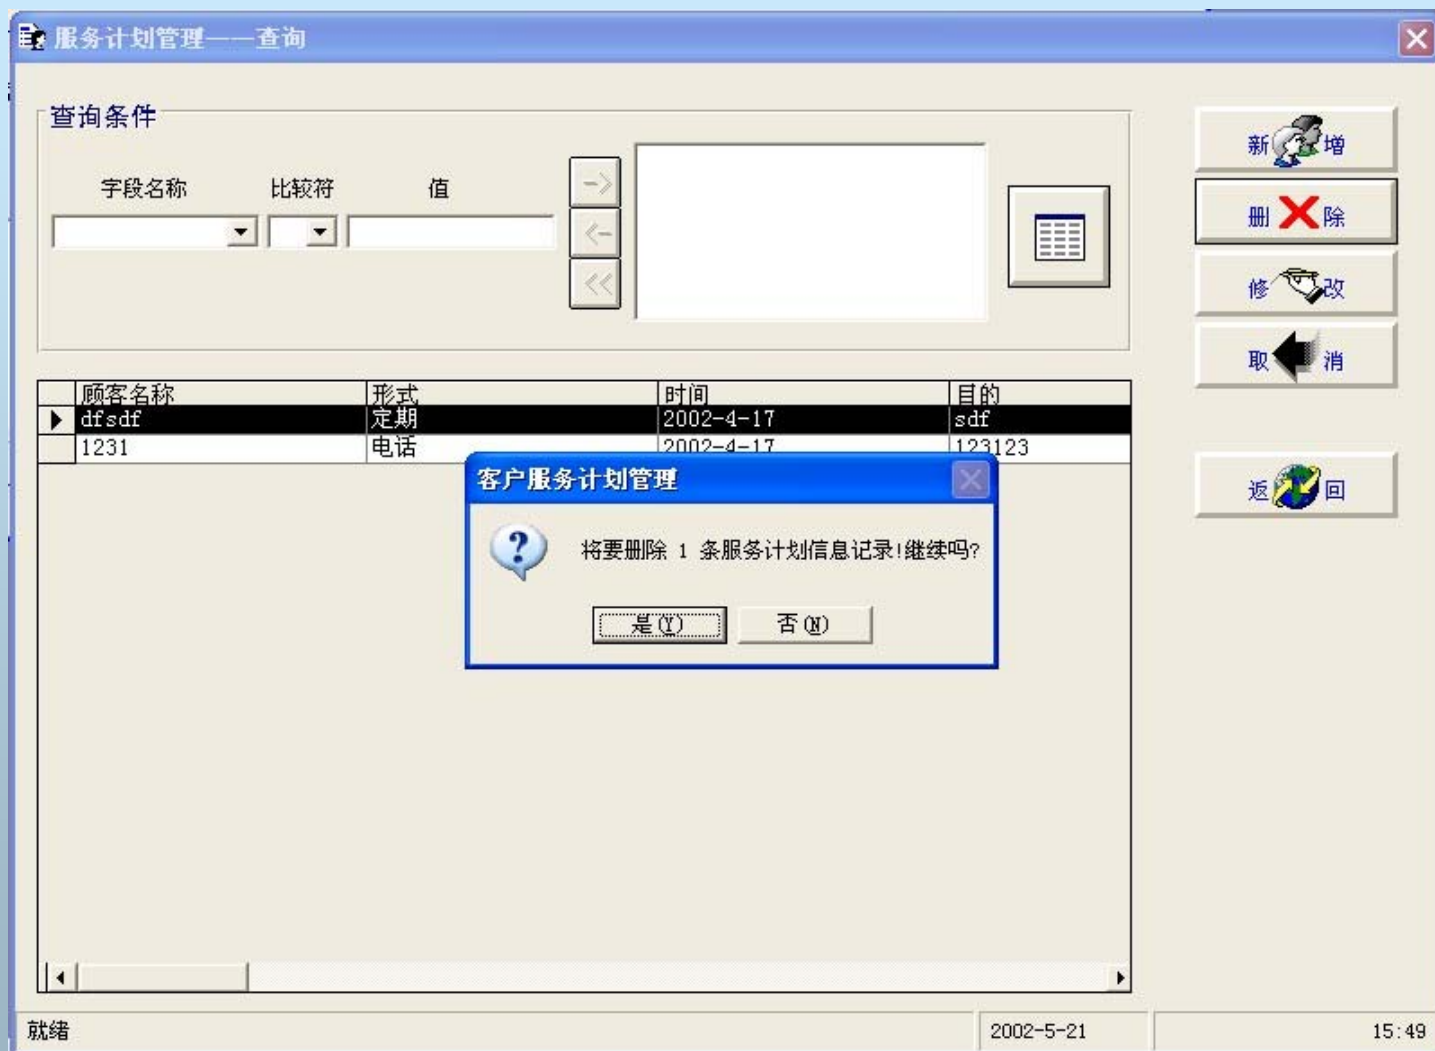 服务计划管理——查询
查询条件
字段名称 比较符 值
-> 
<-
<<
新增
删除
修改
取消
返回
顾客名称 形式 时间 目的
dfsdf 定期 2002-4-17 sdf
1231 电话 2002-4-17 123123
客户服务计划管理
将要删除 1 条服务计划信息记录!继续吗?
是(Y) 否(N)
就绪 2002-5-21 15:49